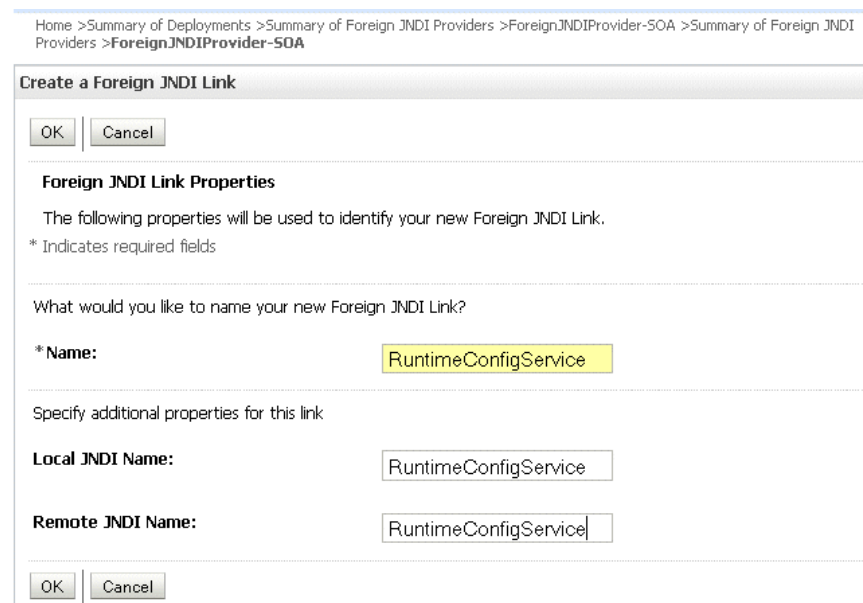 Home >Summary of Deployments >Summary of Foreign JNDI Providers >ForeignJNDIProvider-SOA >Summary of Foreign JNDI
Providers >ForeignJNDIProvider-SOA
Create a Foreign JNDI Link
OK Cancel
Foreign JNDI Link Properties
The following properties will be used to identify your new Foreign JNDI Link.
* Indicates required fields
What would you like to name your new Foreign JNDI Link?
*Name: RuntimeConfigService
Specify additional properties for this link
Local JNDI Name: RuntimeConfigService
Remote JNDI Name: RuntimeConfigService
OK Cancel